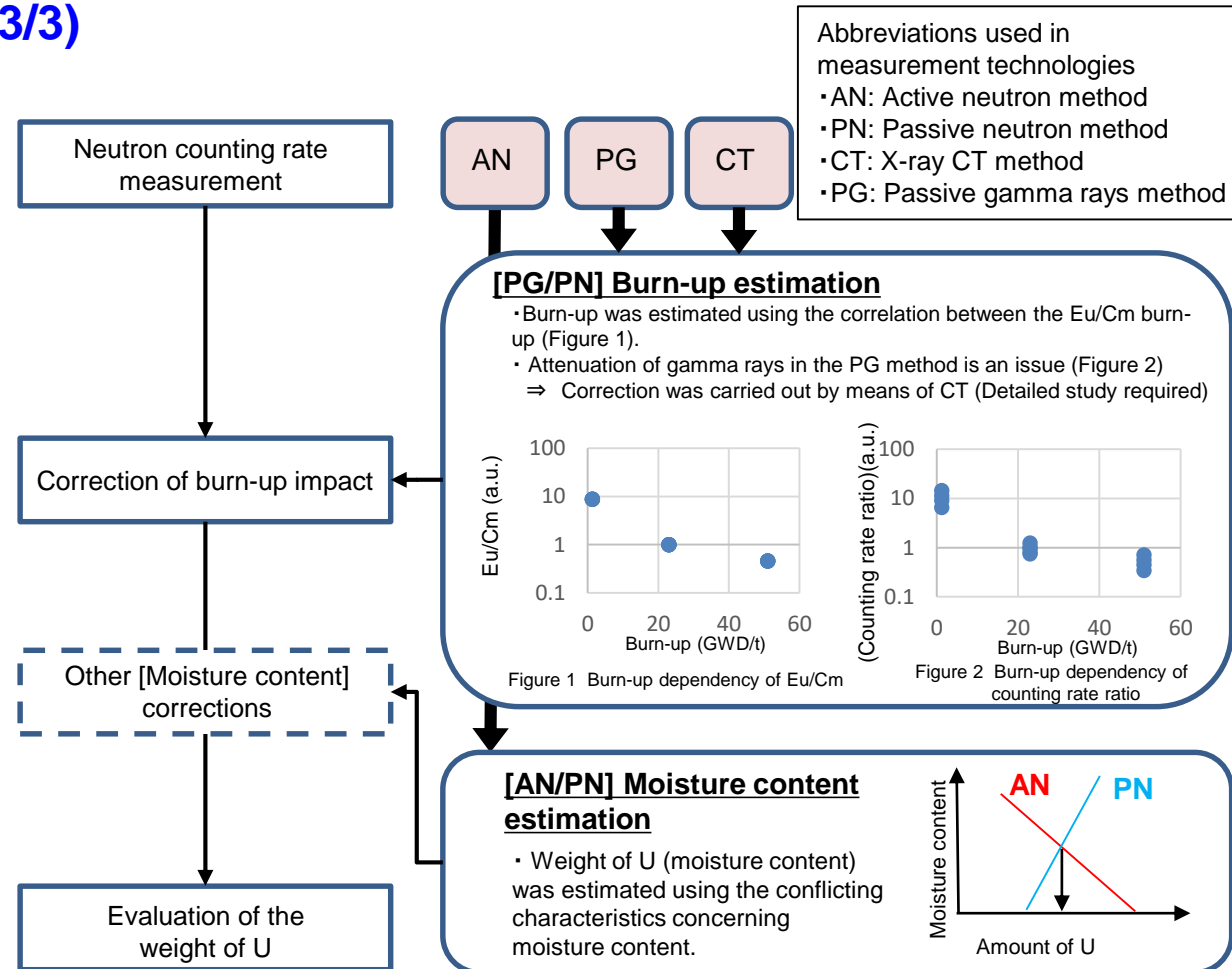 3/3)
Abbreviations used in
measurement technologies
・AN: Active neutron method
・PN: Passive neutron method
・CT: X-ray CT method
・PG: Passive gamma rays method
Neutron counting rate
measurement
AN
PG
CT
[PG/PN] Burn-up estimation
・Burn-up was estimated using the correlation between the Eu/Cm burn-
up (Figure 1).
・ Attenuation of gamma rays in the PG method is an issue (Figure 2)
⇒ Correction was carried out by means of CT (Detailed study required)
Correction of burn-up impact
Eu/Cm (a.u.)
100
10
1
0.1
0
20
40
60
Burn-up (GWD/t)
Figure 1 Burn-up dependency of Eu/Cm
(Counting rate ratio)(a.u.)
100
10
1
0.1
0
20
40
60
Burn-up (GWD/t)
Figure 2 Burn-up dependency of
counting rate ratio
Other [Moisture content]
corrections
[AN/PN] Moisture content
estimation
・ Weight of U (moisture content)
was estimated using the conflicting
characteristics concerning
moisture content.
Moisture content
AN
PN
Amount of U
Evaluation of the
weight of U